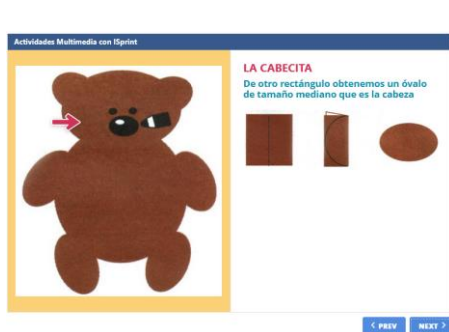 Actividades Multimedia con ISprint
LA CABECITA
De otro rectángulo obtenemos un óvalo
de tamaño mediano que es la cabeza
< PREV
NEXT >